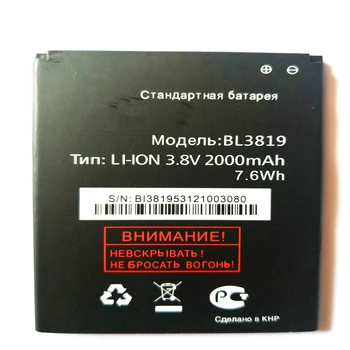 Стандартная батарея
Модель:BL3819
Тип: LI-ION 3.8V 2000mAh
7.6Wh
S/N: BI381953121003080
ВНИМАНИЕ!
НЕВСКРЫВАТЬ!
НЕ БРОСАТЬ ВОГОНЬ!
Сделано в КНР